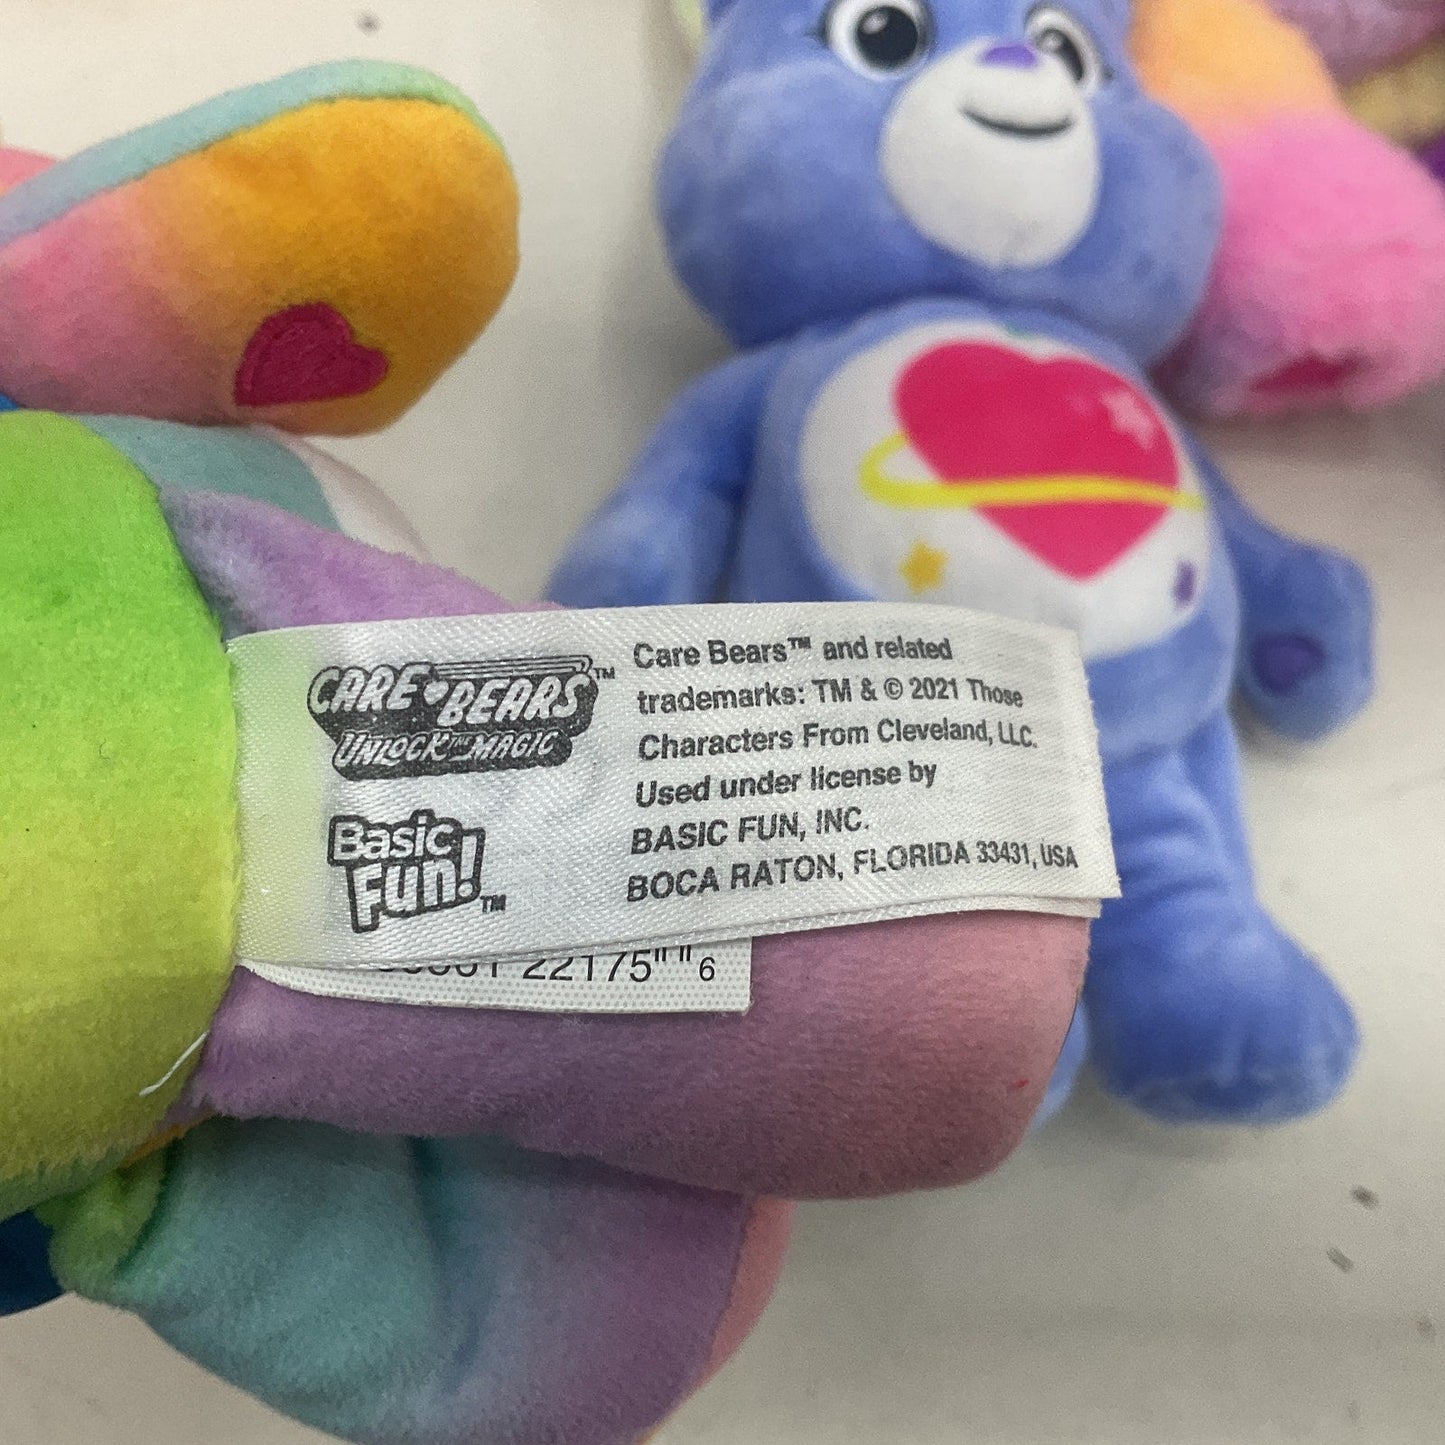 CARE BEARS™
UNLOCK THE MAGIC
Basic
Fun!™
Care Bears™ and related
trademarks: TM & © 2021 Those
Characters From Cleveland, LLC.
Used under license by
BASIC FUN, INC.
BOCA RATON, FLORIDA 33431, USA
22175" " 6